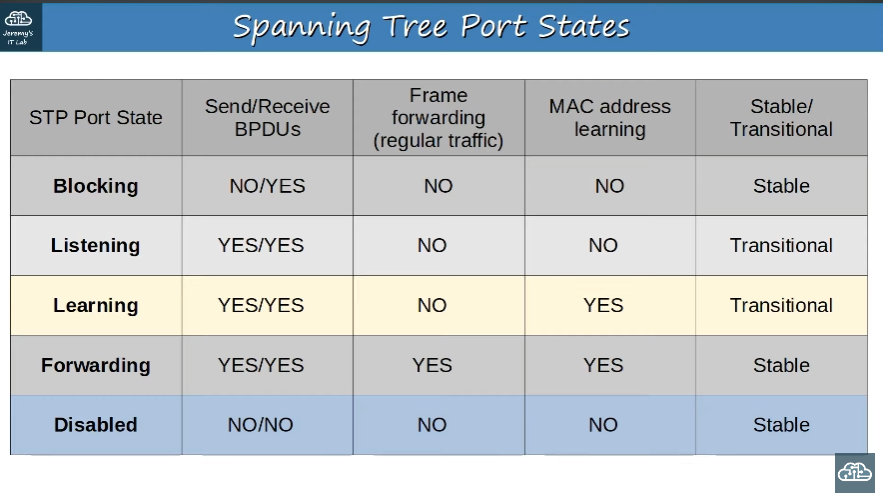 Jeremy's
IT Lab
Spanning Tree Port States
STP Port State
Send/Receive
BPDUs
Frame
forwarding
(regular traffic)
MAC address
learning
Stable/
Transitional
Blocking NO/YES NO NO Stable
Listening YES/YES NO NO Transitional
Learning YES/YES NO YES Transitional
Forwarding YES/YES YES YES Stable
Disabled NO/NO NO NO Stable